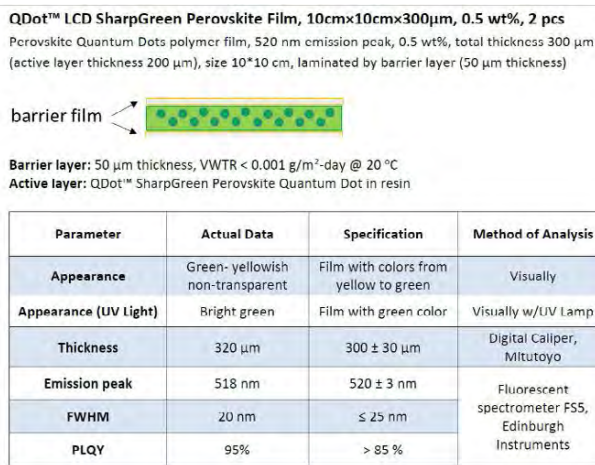 QDot™ LCD SharpGreen Perovskite Film, 10cm×10cm×300µm, 0.5 wt%, 2 pcs
Perovskite Quantum Dots polymer film, 520 nm emission peak, 0.5 wt%, total thickness 300 µm
(active layer thickness 200 µm), size 10*10 cm, laminated by barrier layer (50 µm thickness)
barrier film
Barrier layer: 50 µm thickness, VWTR < 0.001 g/m²-day @ 20 °C
Active layer: QDot™ SharpGreen Perovskite Quantum Dot in resin
Parameter Actual Data Specification Method of Analysis
Appearance Green- yellowish non-transparent Film with colors from yellow to green Visually
Appearance (UV Light) Bright green Film with green color Visually w/UV Lamp
Thickness 320 µm 300 ± 30 µm Digital Caliper, Mitutoyo
Emission peak 518 nm 520 ± 3 nm Fluorescent spectrometer FS5, Edinburgh Instruments
FWHM 20 nm ≤ 25 nm
PLQY 95% > 85 %